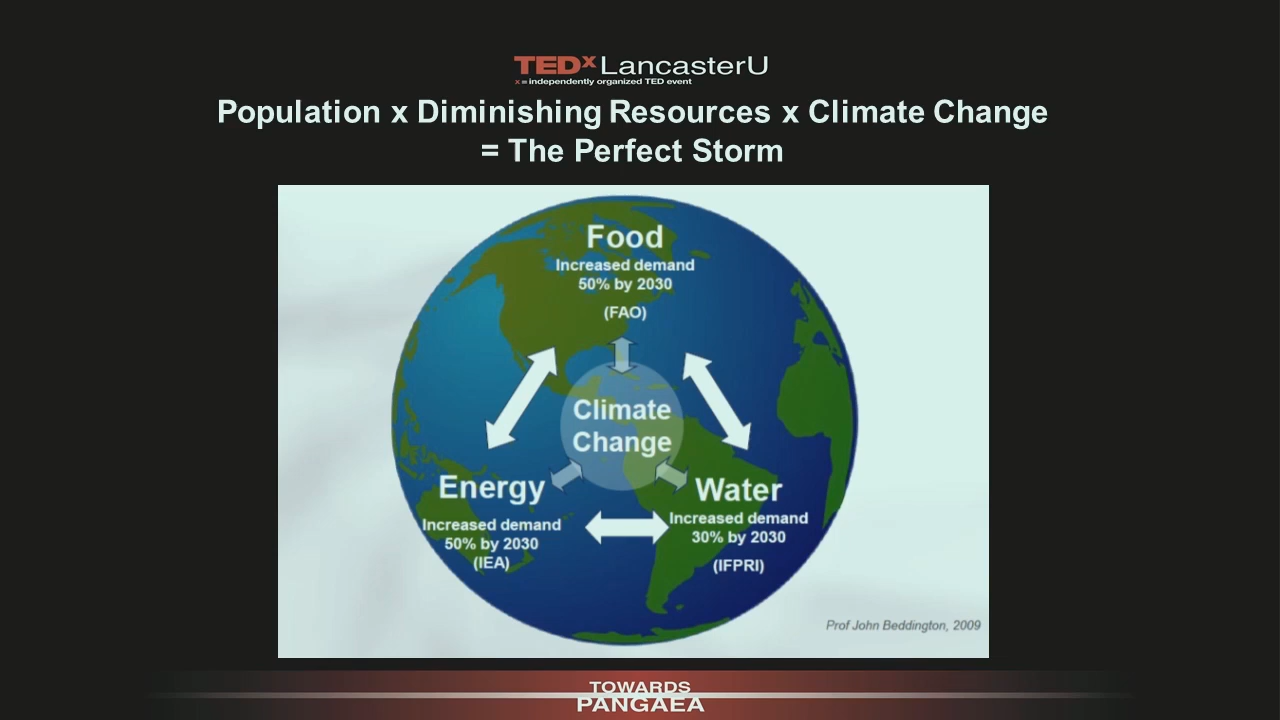 TEDx LancasterU
x = independently organized TED event
Population x Diminishing Resources x Climate Change
= The Perfect Storm
Food
Increased demand
50% by 2030
(FAO)
Climate
Change
Energy
Increased demand
50% by 2030
(IEA)
Water
Increased demand
30% by 2030
(IFPRI)
Prof John Beddington, 2009
TOWARDS
PANGAEA